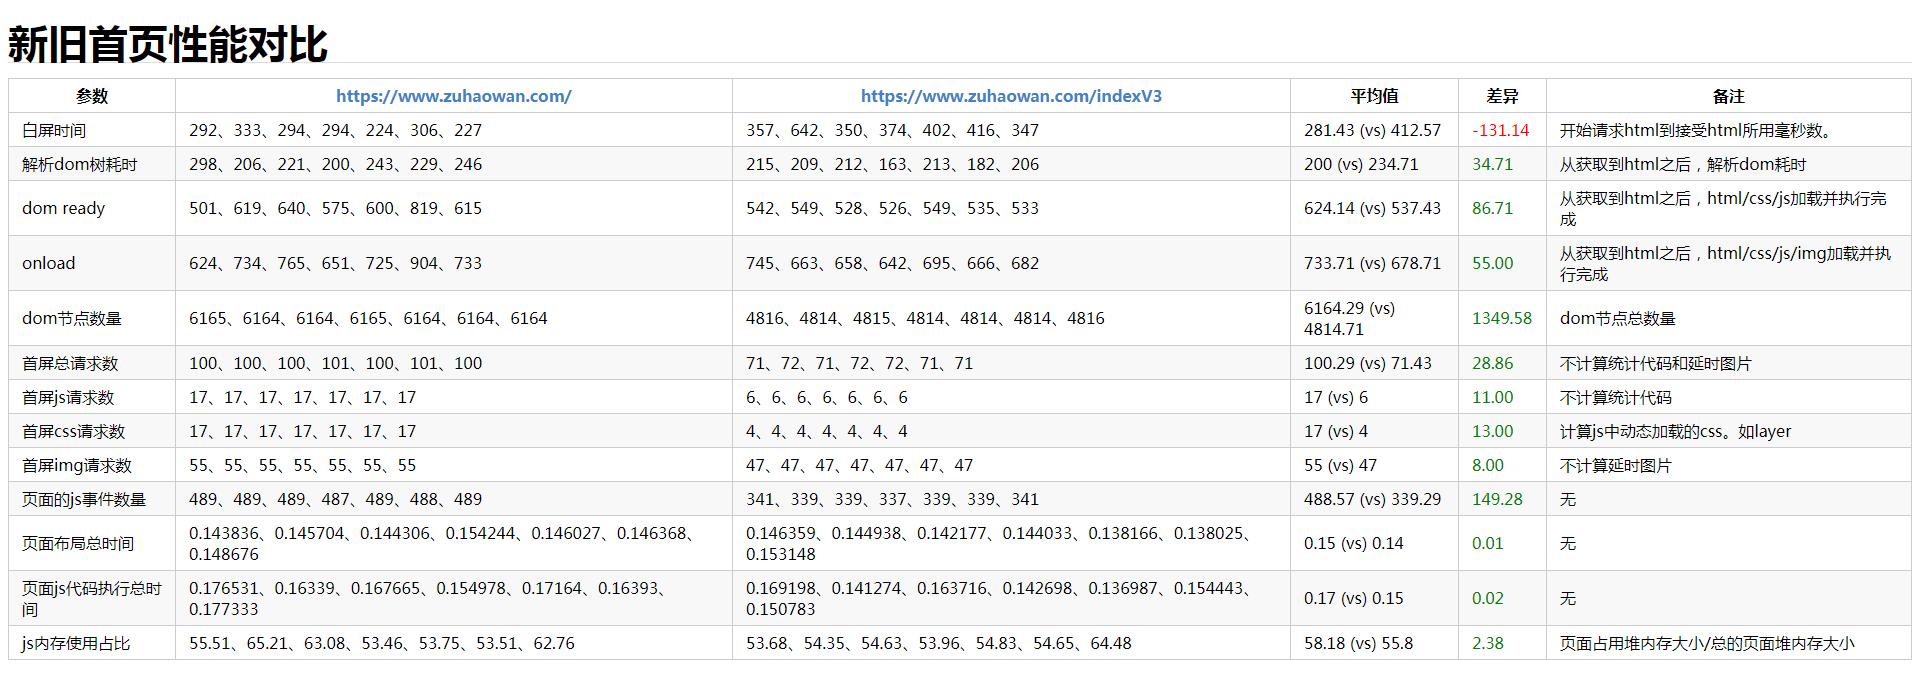 新旧首页性能对比
参数 https://www.zuhaowan.com/ https://www.zuhaowan.com/indexV3 平均值 差异 备注
白屏时间 292、333、294、294、224、306、227 357、642、350、374、402、416、347 281.43 (vs) 412.57 -131.14 开始请求html到接受html所用毫秒数。
解析dom树耗时 298、206、221、200、243、229、246 215、209、212、163、213、182、206 200 (vs) 234.71 34.71 从获取到html之后，解析dom耗时
dom ready 501、619、640、575、600、819、615 542、549、528、526、549、535、533 624.14 (vs) 537.43 86.71 从获取到html之后，html/css/js加载并执行完
成
onload 624、734、765、651、725、904、733 745、663、658、642、695、666、682 733.71 (vs) 678.71 55.00 从获取到html之后，html/css/js/img加载并执
行完成
dom节点数量 6165、6164、6164、6165、6164、6164、6164 4816、4814、4815、4814、4814、4814、4816 6164.29 (vs)
4814.71 1349.58 dom节点总数量
首屏总请求数 100、100、100、101、100、101、100 71、72、71、72、72、71、71 100.29 (vs) 71.43 28.86 不计算统计代码和延时图片
首屏js请求数 17、17、17、17、17、17、17 6、6、6、6、6、6、6 17 (vs) 6 11.00 不计算统计代码
首屏css请求数 17、17、17、17、17、17、17 4、4、4、4、4、4、4 17 (vs) 4 13.00 计算js中动态加载的css。如layer
首屏img请求数 55、55、55、55、55、55、55 47、47、47、47、47、47、47 55 (vs) 47 8.00 不计算延时图片
页面的js事件数量 489、489、489、487、489、488、489 341、339、339、337、339、339、341 488.57 (vs) 339.29 149.28 无
页面布局总时间 0.143836、0.145704、0.144306、0.154244、0.146027、0.146368、
0.148676 0.146359、0.144938、0.142177、0.144033、0.138166、0.138025、
0.153148 0.15 (vs) 0.14 0.01 无
页面js代码执行总时
间 0.176531、0.16339、0.167665、0.154978、0.17164、0.16393、
0.177333 0.169198、0.141274、0.163716、0.142698、0.136987、0.154443、
0.150783 0.17 (vs) 0.15 0.02 无
js内存使用占比 55.51、65.21、63.08、53.46、53.75、53.51、62.76 53.68、54.35、54.63、53.96、54.83、54.65、64.48 58.18 (vs) 55.8 2.38 页面占用堆内存大小/总的页面堆内存大小